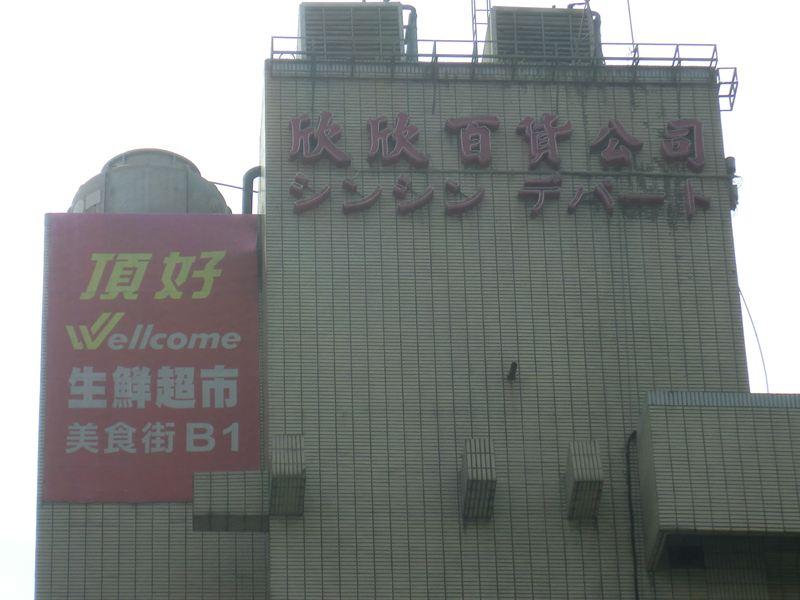 欣欣百貨公司
シンシン デパート
頂好
Wellcome
生鮮超市
美食街 B1